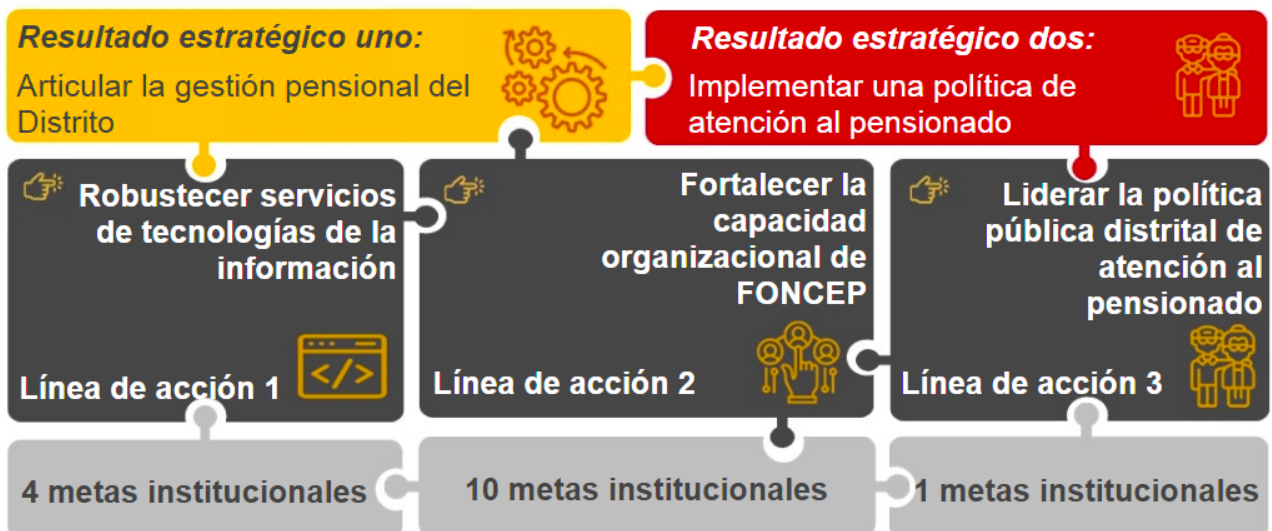 Resultado estratégico uno:
Articular la gestión pensional del
Distrito
Resultado estratégico dos:
Implementar una política de
atención al pensionado
Robustecer servicios
de tecnologías de la
información
Línea de acción 1
Fortalecer la
capacidad
organizacional de
FONCEP
Línea de acción 2
Liderar la política
pública distrital de
atención al
pensionado
Línea de acción 3
4 metas institucionales
10 metas institucionales
1 metas institucionales